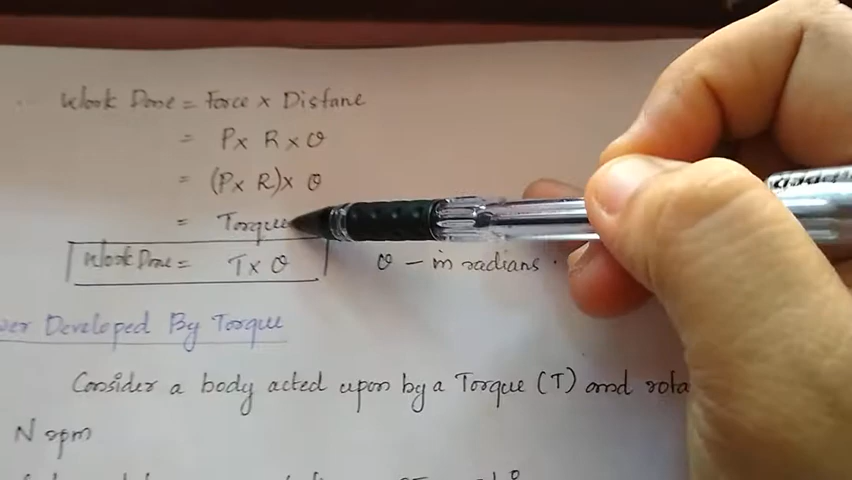 Work Done = Force x Distane
= P x R x θ
= (P x R) x θ
= Torque
Work Done = T x θ θ – in radians.
wer Developed By Torque
Consider a body acted upon by a Torque (T) and rota
N rpm